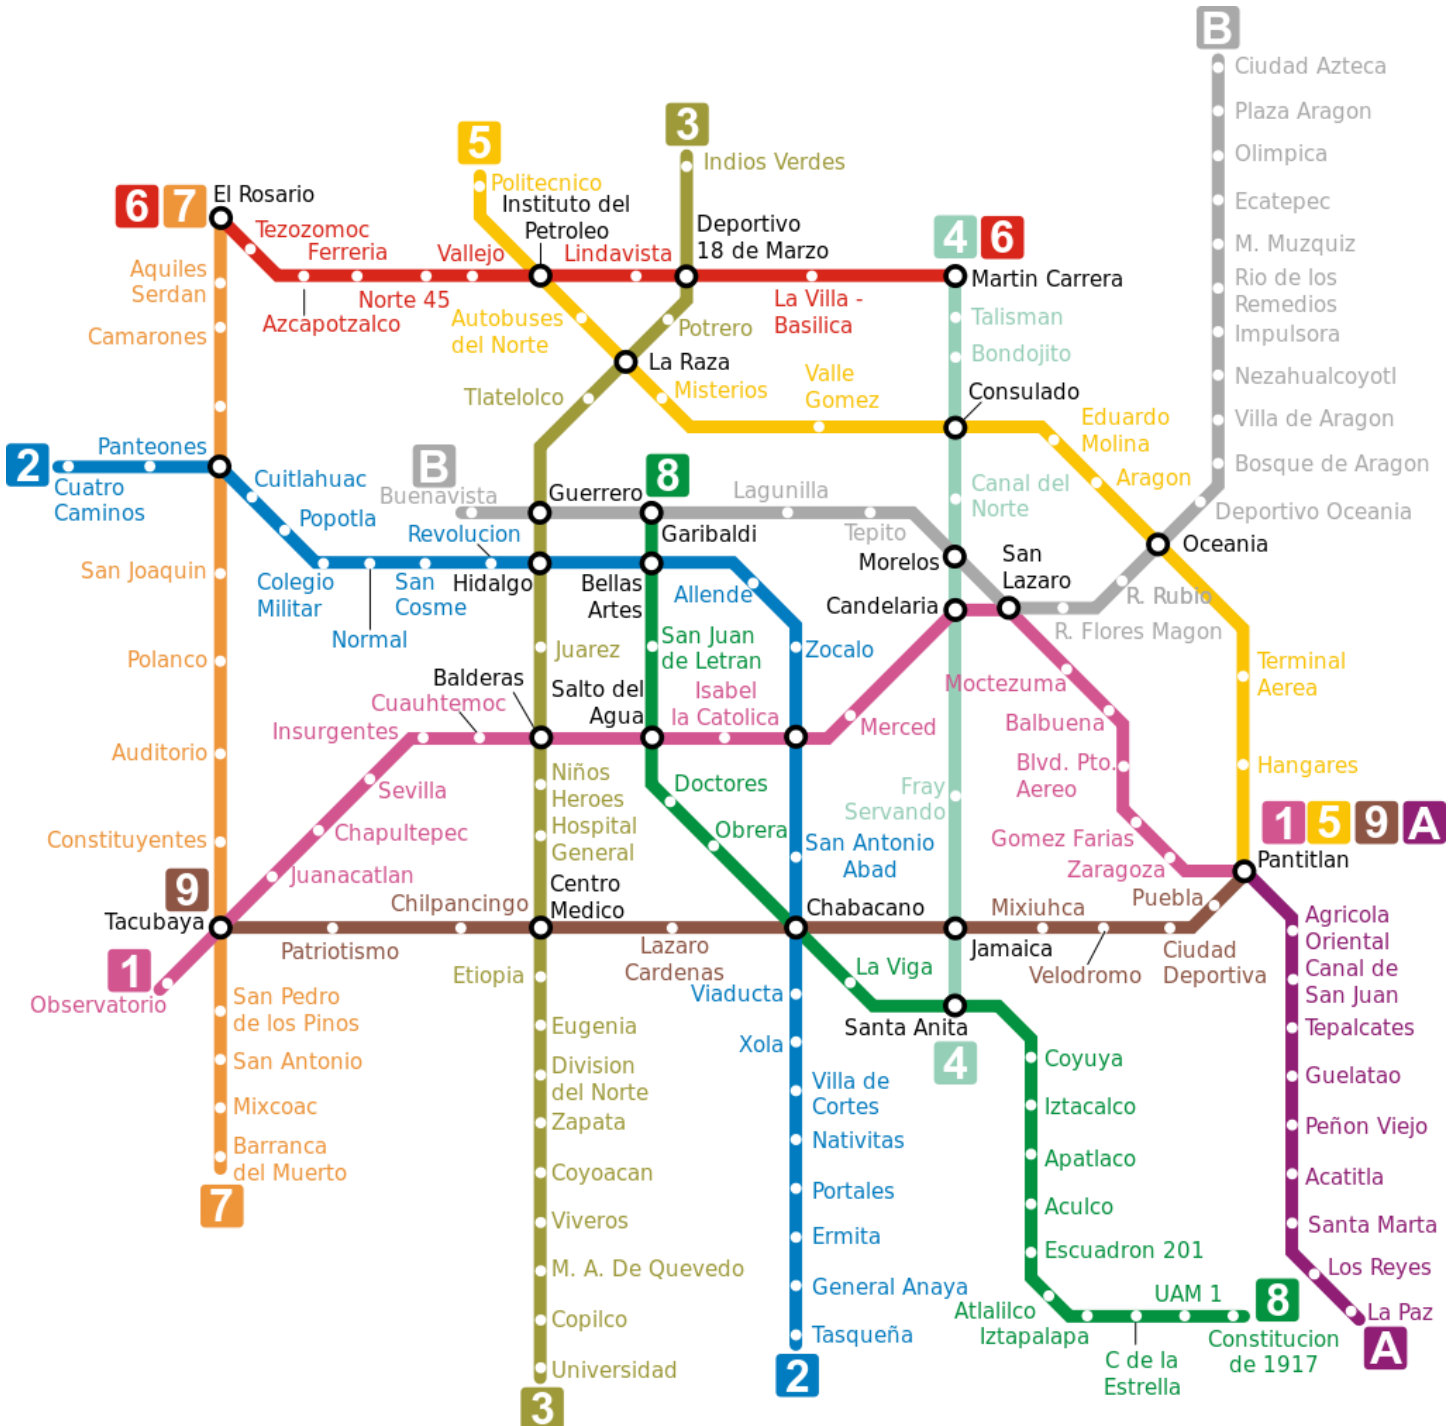 B
Ciudad Azteca
Plaza Aragon
Olimpica
Ecatepec
M. Muzquiz
Rio de los
Remedios
Impulsora
Nezahualcoyotl
Villa de Aragon
Bosque de Aragon
Deportivo Oceania
3
Indios Verdes
5
Politecnico
Instituto del
Petroleo
6 7
El Rosario
Tezozomoc
Ferreria
Vallejo
Lindavista
Deportivo
18 de Marzo
4 6
Martin Carrera
Norte 45
Azcapotzalco
La Villa -
Basilica
Aquiles
Serdan
Camarones
Autobuses
del Norte
Potrero
La Raza
Talisman
Bondojito
Tlatelolco
Misterios
Valle
Gomez
Consulado
Eduardo
Molina
Aragon
2
Panteones
Cuatro
Caminos
Cuitlahuac
Popotla
B
Buenavista
Guerrero
8
Garibaldi
Lagunilla
Tepito
Canal del
Norte
Morelos
San
Lazaro
Oceania
R. Rubio
R. Flores Magon
San Joaquin
Colegio
Militar
Normal
San
Cosme
Revolucion
Hidalgo
Bellas
Artes
Allende
Candelaria
Polanco
Juarez
San Juan
de Letran
Zocalo
Terminal
Aerea
Balderas
Cuauhtemoc
Insurgentes
Salto del
Agua
Isabel
la Catolica
Merced
Moctezuma
Balbuena
Blvd. Pto.
Aereo
Hangares
Auditorio
Sevilla
Chapultepec
Juanacatlan
Niños
Heroes
Hospital
General
Doctores
Obrera
Fray
Servando
San Antonio
Abad
Gomez Farias
Zaragoza
1 5 9 A
Pantitlan
Constituyentes
9
Tacubaya
1
Observatorio
Patriotismo
Chilpancingo
Centro
Medico
Lazaro
Cardenas
Chabacano
Jamaica
Mixiuhca
Velodromo
Puebla
Ciudad
Deportiva
Agricola
Oriental
Canal de
San Juan
Tepalcates
Guelatao
Peñon Viejo
Acatitla
Santa Marta
Los Reyes
La Paz
A
San Pedro
de los Pinos
San Antonio
Mixcoac
Barranca
del Muerto
7
Etiopia
Eugenia
Division
del Norte
Zapata
Coyoacan
Viveros
M. A. De Quevedo
Copilco
Universidad
3
Viaducta
Xola
Villa de
Cortes
Nativitas
Portales
Ermita
General Anaya
Tasqueña
2
La Viga
Santa Anita
4
Coyuya
Iztacalco
Apatlaco
Aculco
Escuadron 201
Atlalilco
Iztapalapa
C de la
Estrella
UAM 1
8
Constitucion
de 1917